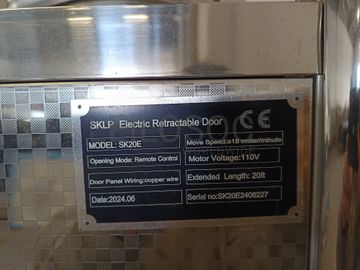 SKLP Electric Retractable Door CE
MODEL: SK20E Move Speed:≥18 meter/minute
Opening Mode: Remote Control Motor Voltage:110V
Door Panel Wiring:copper wire Extended Length: 20ft
Date:2024.06 Serial no:SK20E2406227